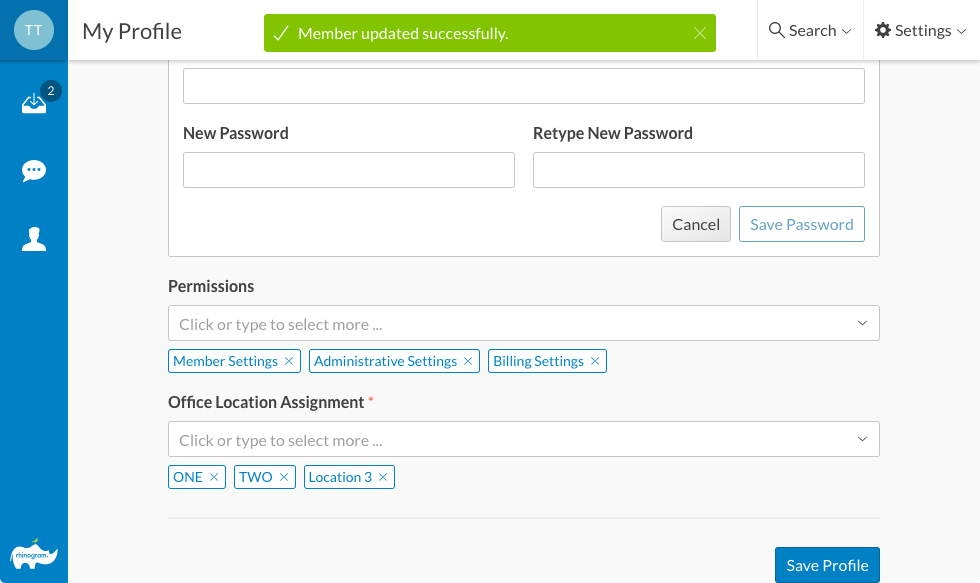 TT
My Profile
Member updated successfully.
Search
Settings
2
New Password
Retype New Password
Cancel
Save Password
Permissions
Click or type to select more ...
Member Settings
Administrative Settings
Billing Settings
Office Location Assignment *
Click or type to select more ...
ONE
TWO
Location 3
rhinogram.
Save Profile